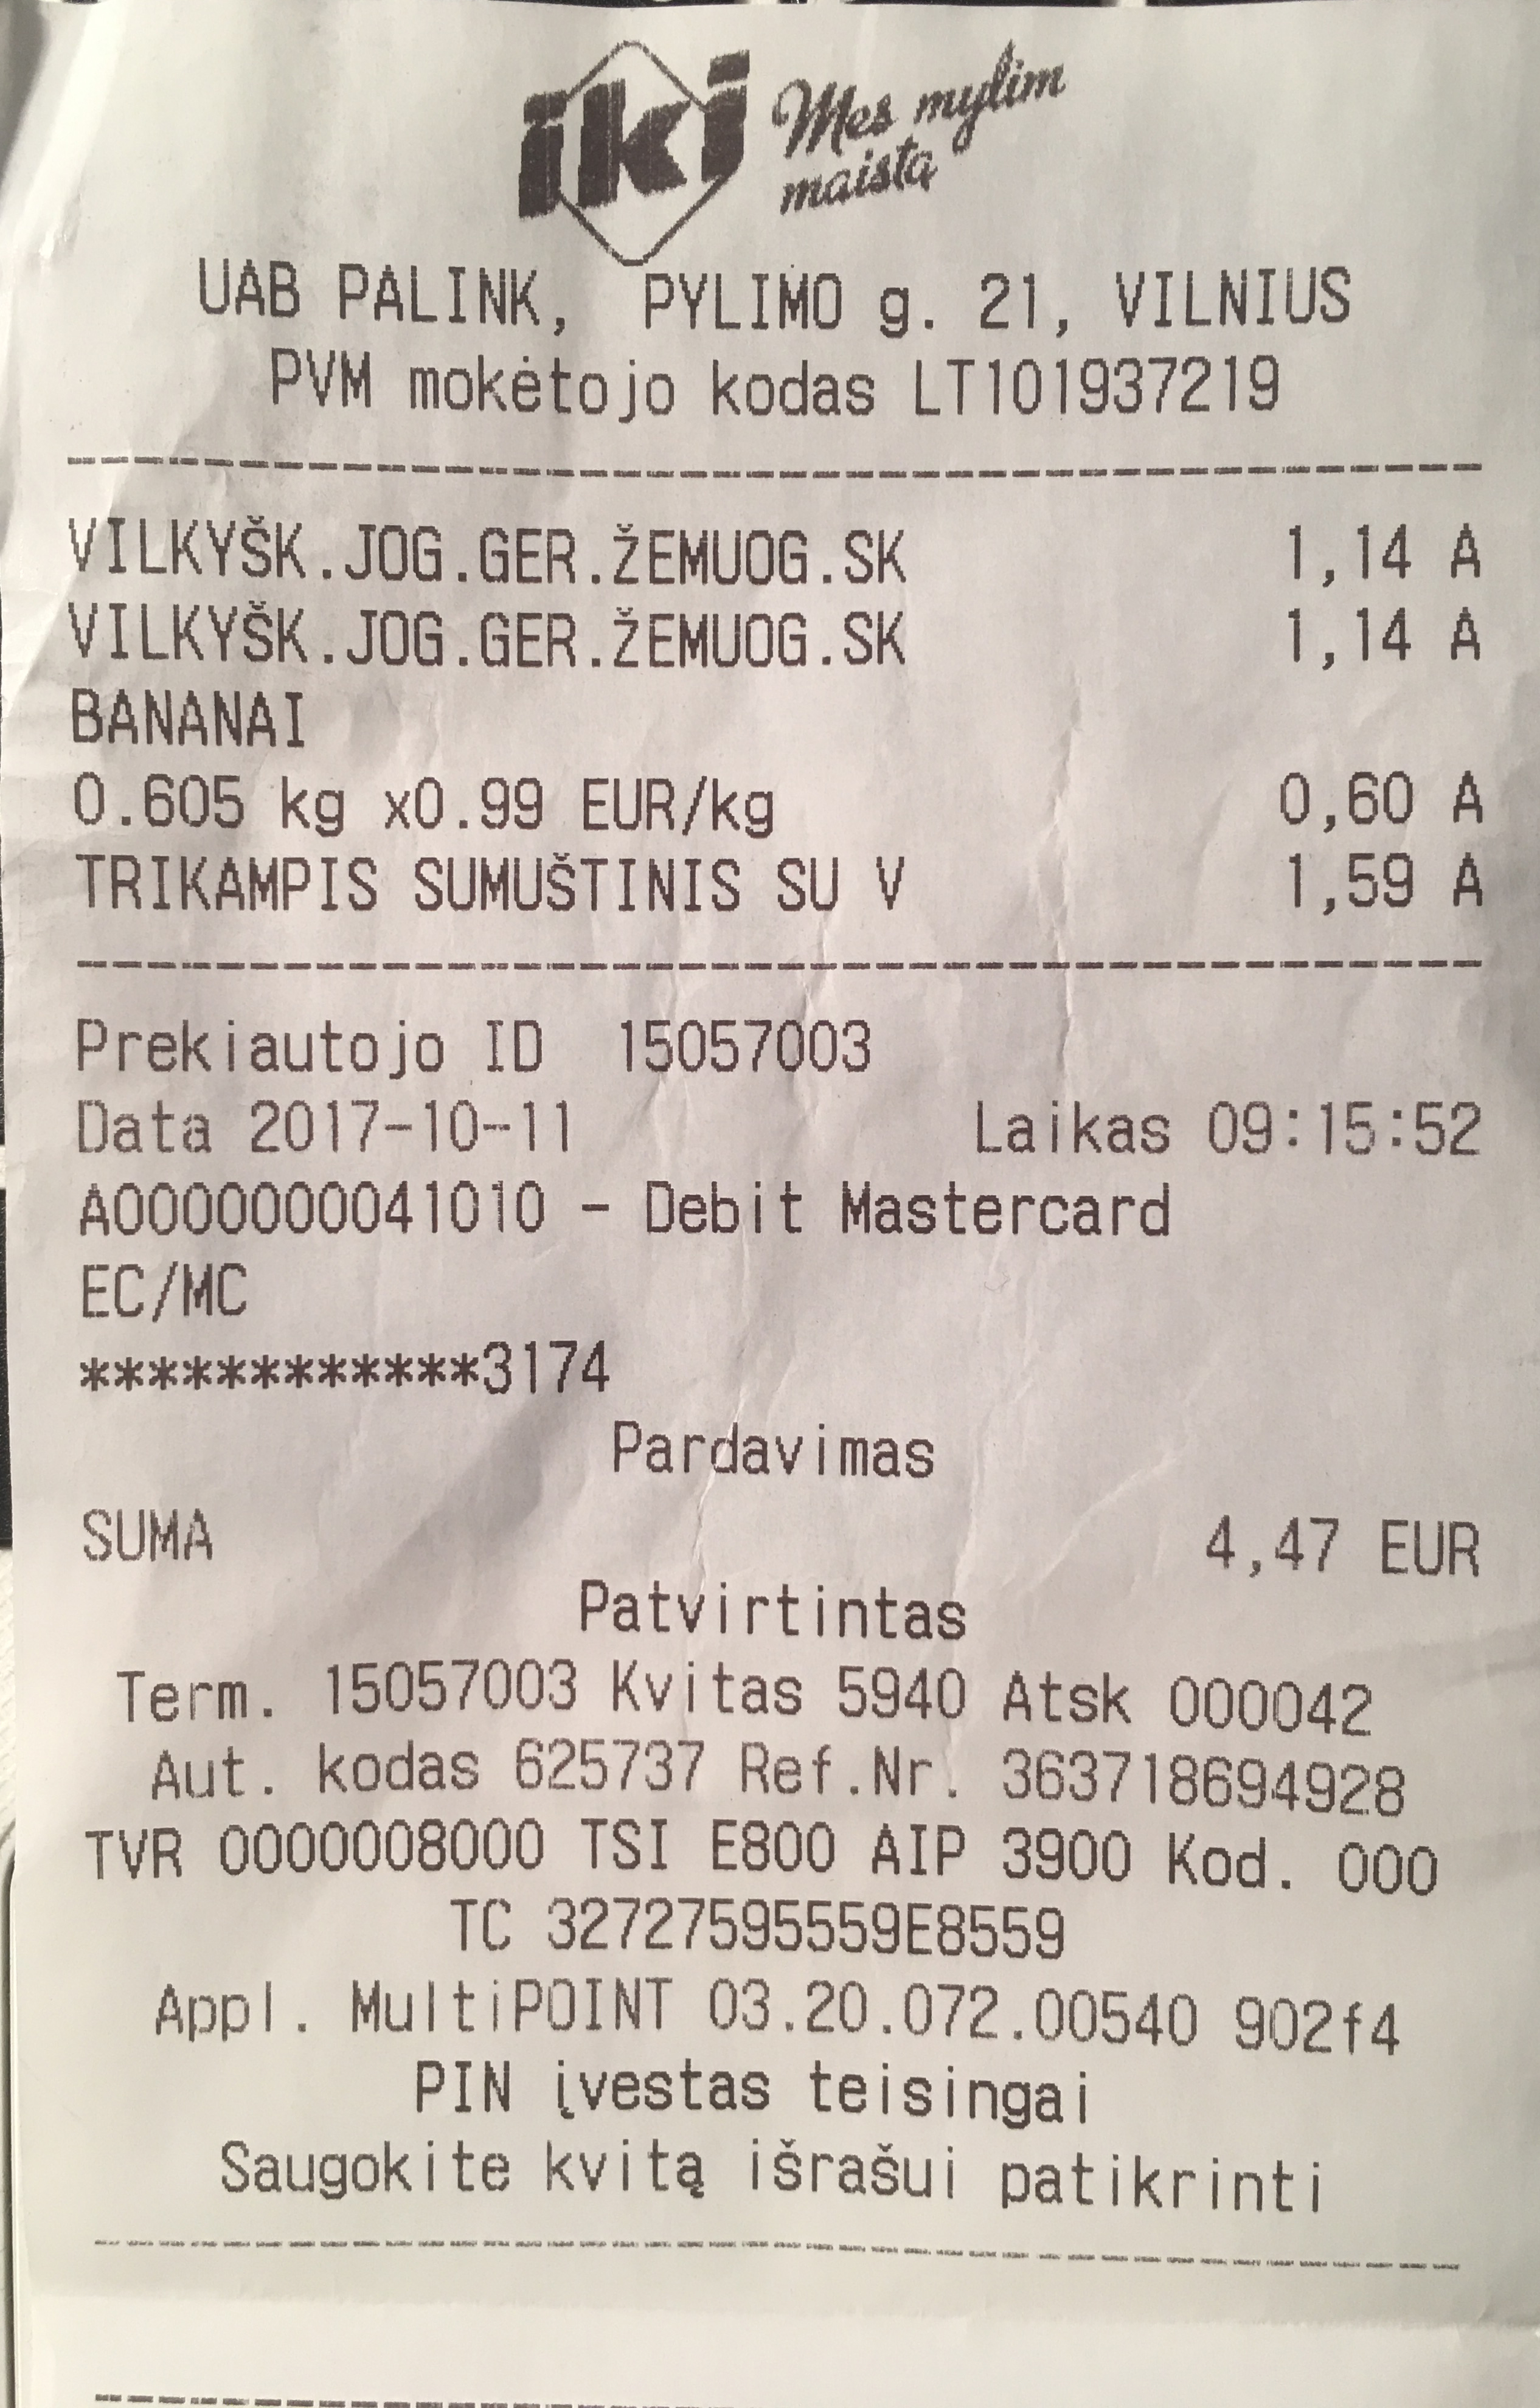 iki Mes mylim
maistą
UAB PALINK, PYLIMO g. 21, VILNIUS
PVM mokėtojo kodas LT101937219
VILKYŠK.JOG.GER.ŽEMUOG.SK 1,14 A
VILKYŠK.JOG.GER.ŽEMUOG.SK 1,14 A
BANANAI
0.605 kg x0.99 EUR/kg 0,60 A
TRIKAMPIS SUMUŠTINIS SU V 1,59 A
Prekiautojo ID 15057003
Data 2017-10-11 Laikas 09:15:52
A0000000041010 - Debit Mastercard
EC/MC
************3174
Pardavimas
SUMA 4,47 EUR
Patvirtintas
Term. 15057003 Kvitas 5940 Atsk 000042
Aut. kodas 625737 Ref.Nr. 363718694928
TVR 0000008000 TSI E800 AIP 3900 Kod. 000
TC 32727595559E8559
Appl. MultiPOINT 03.20.072.00540 902f4
PIN įvestas teisingai
Saugokite kvitą išrašui patikrinti